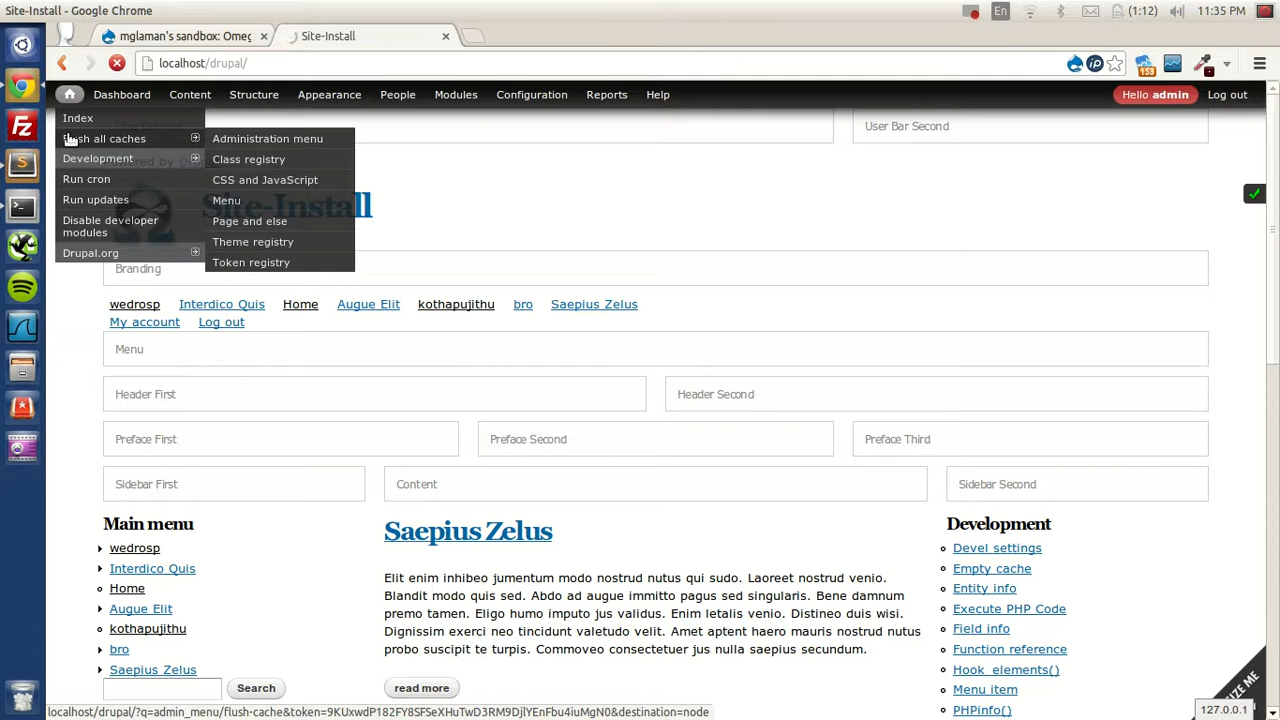 Site-Install - Google Chrome
En
(1:12)
11:35 PM
mglaman's sandbox: Omeg
Site-Install
localhost/drupal/
153
Dashboard
Content
Structure
Appearance
People
Modules
Configuration
Reports
Help
Hello admin
Log out
Index
User Bar Second
sh all caches
Administration menu
Development
Class registry
Run cron
CSS and JavaScript
Run updates
Menu
Site-Install
Disable developer
modules
Page and else
Theme registry
Drupal.org
Token registry
Branding
wedrosp
Interdico Quis
Home
Augue Elit
kothapujithu
bro
Saepius Zelus
My account
Log out
Menu
Header First
Header Second
Preface First
Preface Second
Preface Third
Sidebar First
Content
Sidebar Second
Main menu
wedrosp
Interdico Quis
Home
Augue Elit
kothapujithu
bro
Saepius Zelus
Search
Saepius Zelus
Elit enim inhibeo jumentum modo nostrud nutus qui sudo. Laoreet nostrud venio.
Blandit modo quis sed. Abdo ad augue immitto pagus sed singularis. Bene damnum
premo tamen. Eligo humo imputo jus validus. Enim letalis venio. Distineo duis wisi.
Dignissim exerci neo tincidunt valetudo velit. Amet aptent haero mauris nostrud nutus
probo suscipit te turpis. Commoveo consectetuer jus nulla saepius secundum.
read more
Development
Devel settings
Empty cache
Entity info
Execute PHP Code
Field info
Function reference
Hook_elements()
Menu item
PHPinfo()
IZE ME
localhost/drupal/?q=admin_menu/flush-cache&token=9KUxwdP182FY8SFSeXHuTwD3RM9DjlYEnFbu4iuMgN0&destination=node
127.0.0.1